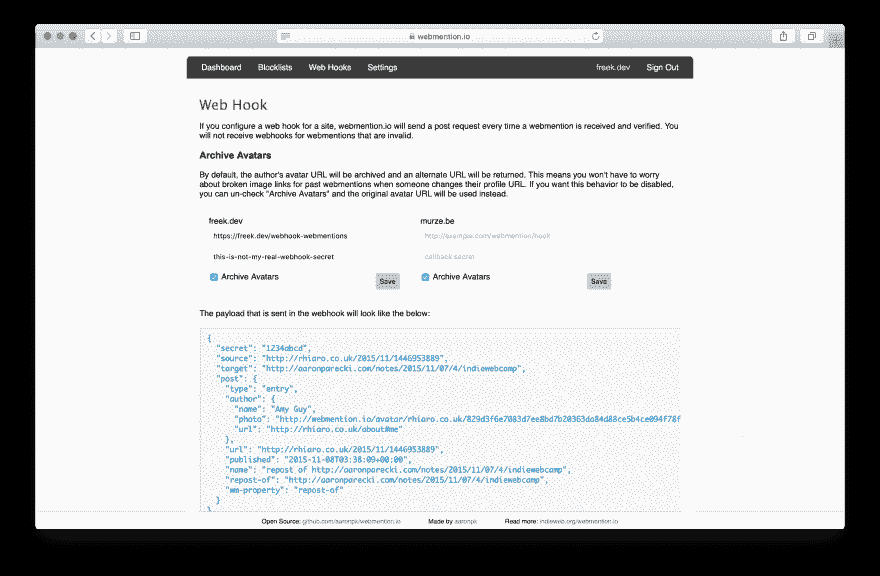 webmention.io
Dashboard Blocklists Web Hooks Settings freek.dev Sign Out
Web Hook
If you configure a web hook for a site, webmention.io will send a post request every time a webmention is received and verified. You
will not receive webhooks for webmentions that are invalid.
Archive Avatars
By default, the author's avatar URL will be archived and an alternate URL will be returned. This means you won't have to worry
about broken image links for past webmentions when someone changes their profile URL. If you want this behavior to be disabled,
you can un-check "Archive Avatars" and the original avatar URL will be used instead.
freek.dev murze.be
https://freek.dev/webhook-webmentions http://example.com/webmention/hook
this-is-not-my-real-webhook-secret callback secret
Archive Avatars Save Archive Avatars Save
The payload that is sent in the webhook will look like the below:
{
"secret": "1234abcd",
"source": "http://rhiaro.co.uk/2015/11/1446953889",
"target": "http://aaronparecki.com/notes/2015/11/07/4/indiewebcamp",
"post": {
"type": "entry",
"author": {
"name": "Amy Guy",
"photo": "http://webmention.io/avatar/rhiaro.co.uk/829d3f6e7083d7ee8bd7b20363da84d88ce5b4ce094f78f
"url": "http://rhiaro.co.uk/about#me"
},
"url": "http://rhiaro.co.uk/2015/11/1446953889",
"published": "2015-11-08T03:38:09+00:00",
"name": "repost of http://aaronparecki.com/notes/2015/11/07/4/indiewebcamp",
"repost-of": "http://aaronparecki.com/notes/2015/11/07/4/indiewebcamp",
"wm-property": "repost-of"
}
}
Open Source: github.com/aaronpk/webmention.io Made by aaronpk Read more: indieweb.org/webmention.io